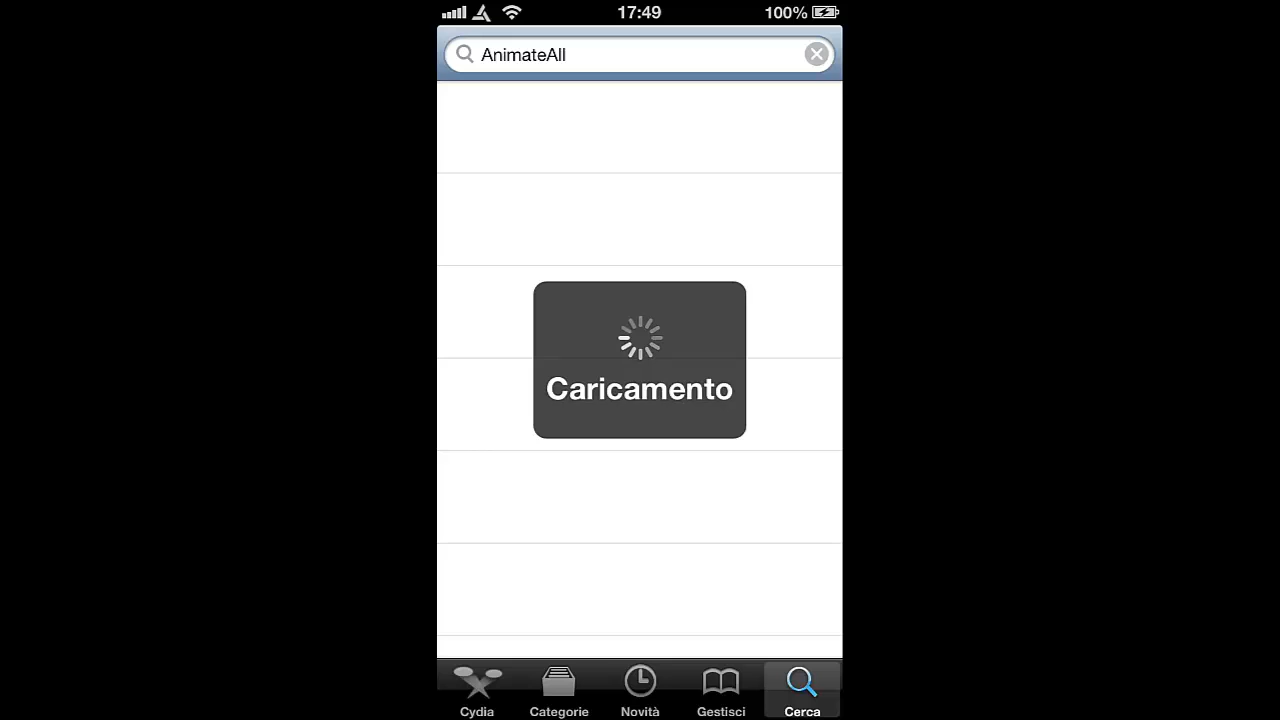 17:49
100%
AnimateAll
Caricamento
Cydia
Categorie
Novità
Gestisci
Cerca